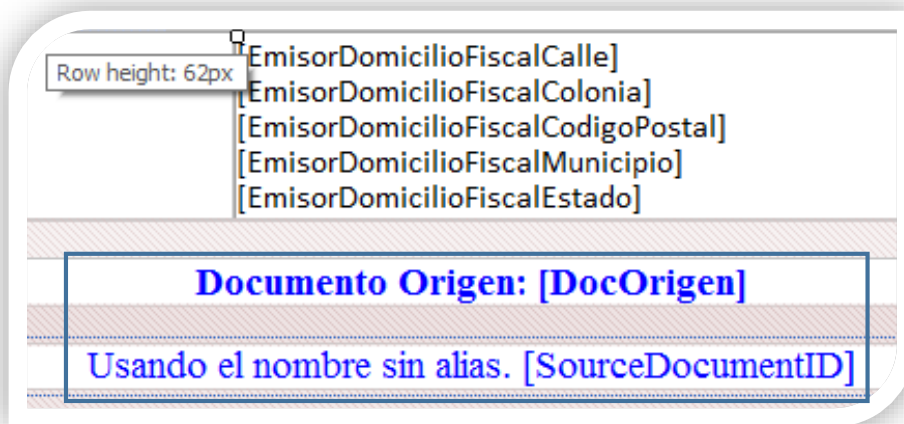 Row height: 62px
[EmisorDomicilioFiscalCalle]
[EmisorDomicilioFiscalColonia]
[EmisorDomicilioFiscalCodigoPostal]
[EmisorDomicilioFiscalMunicipio]
[EmisorDomicilioFiscalEstado]
Documento Origen: [DocOrigen]
Usando el nombre sin alias. [SourceDocumentID]